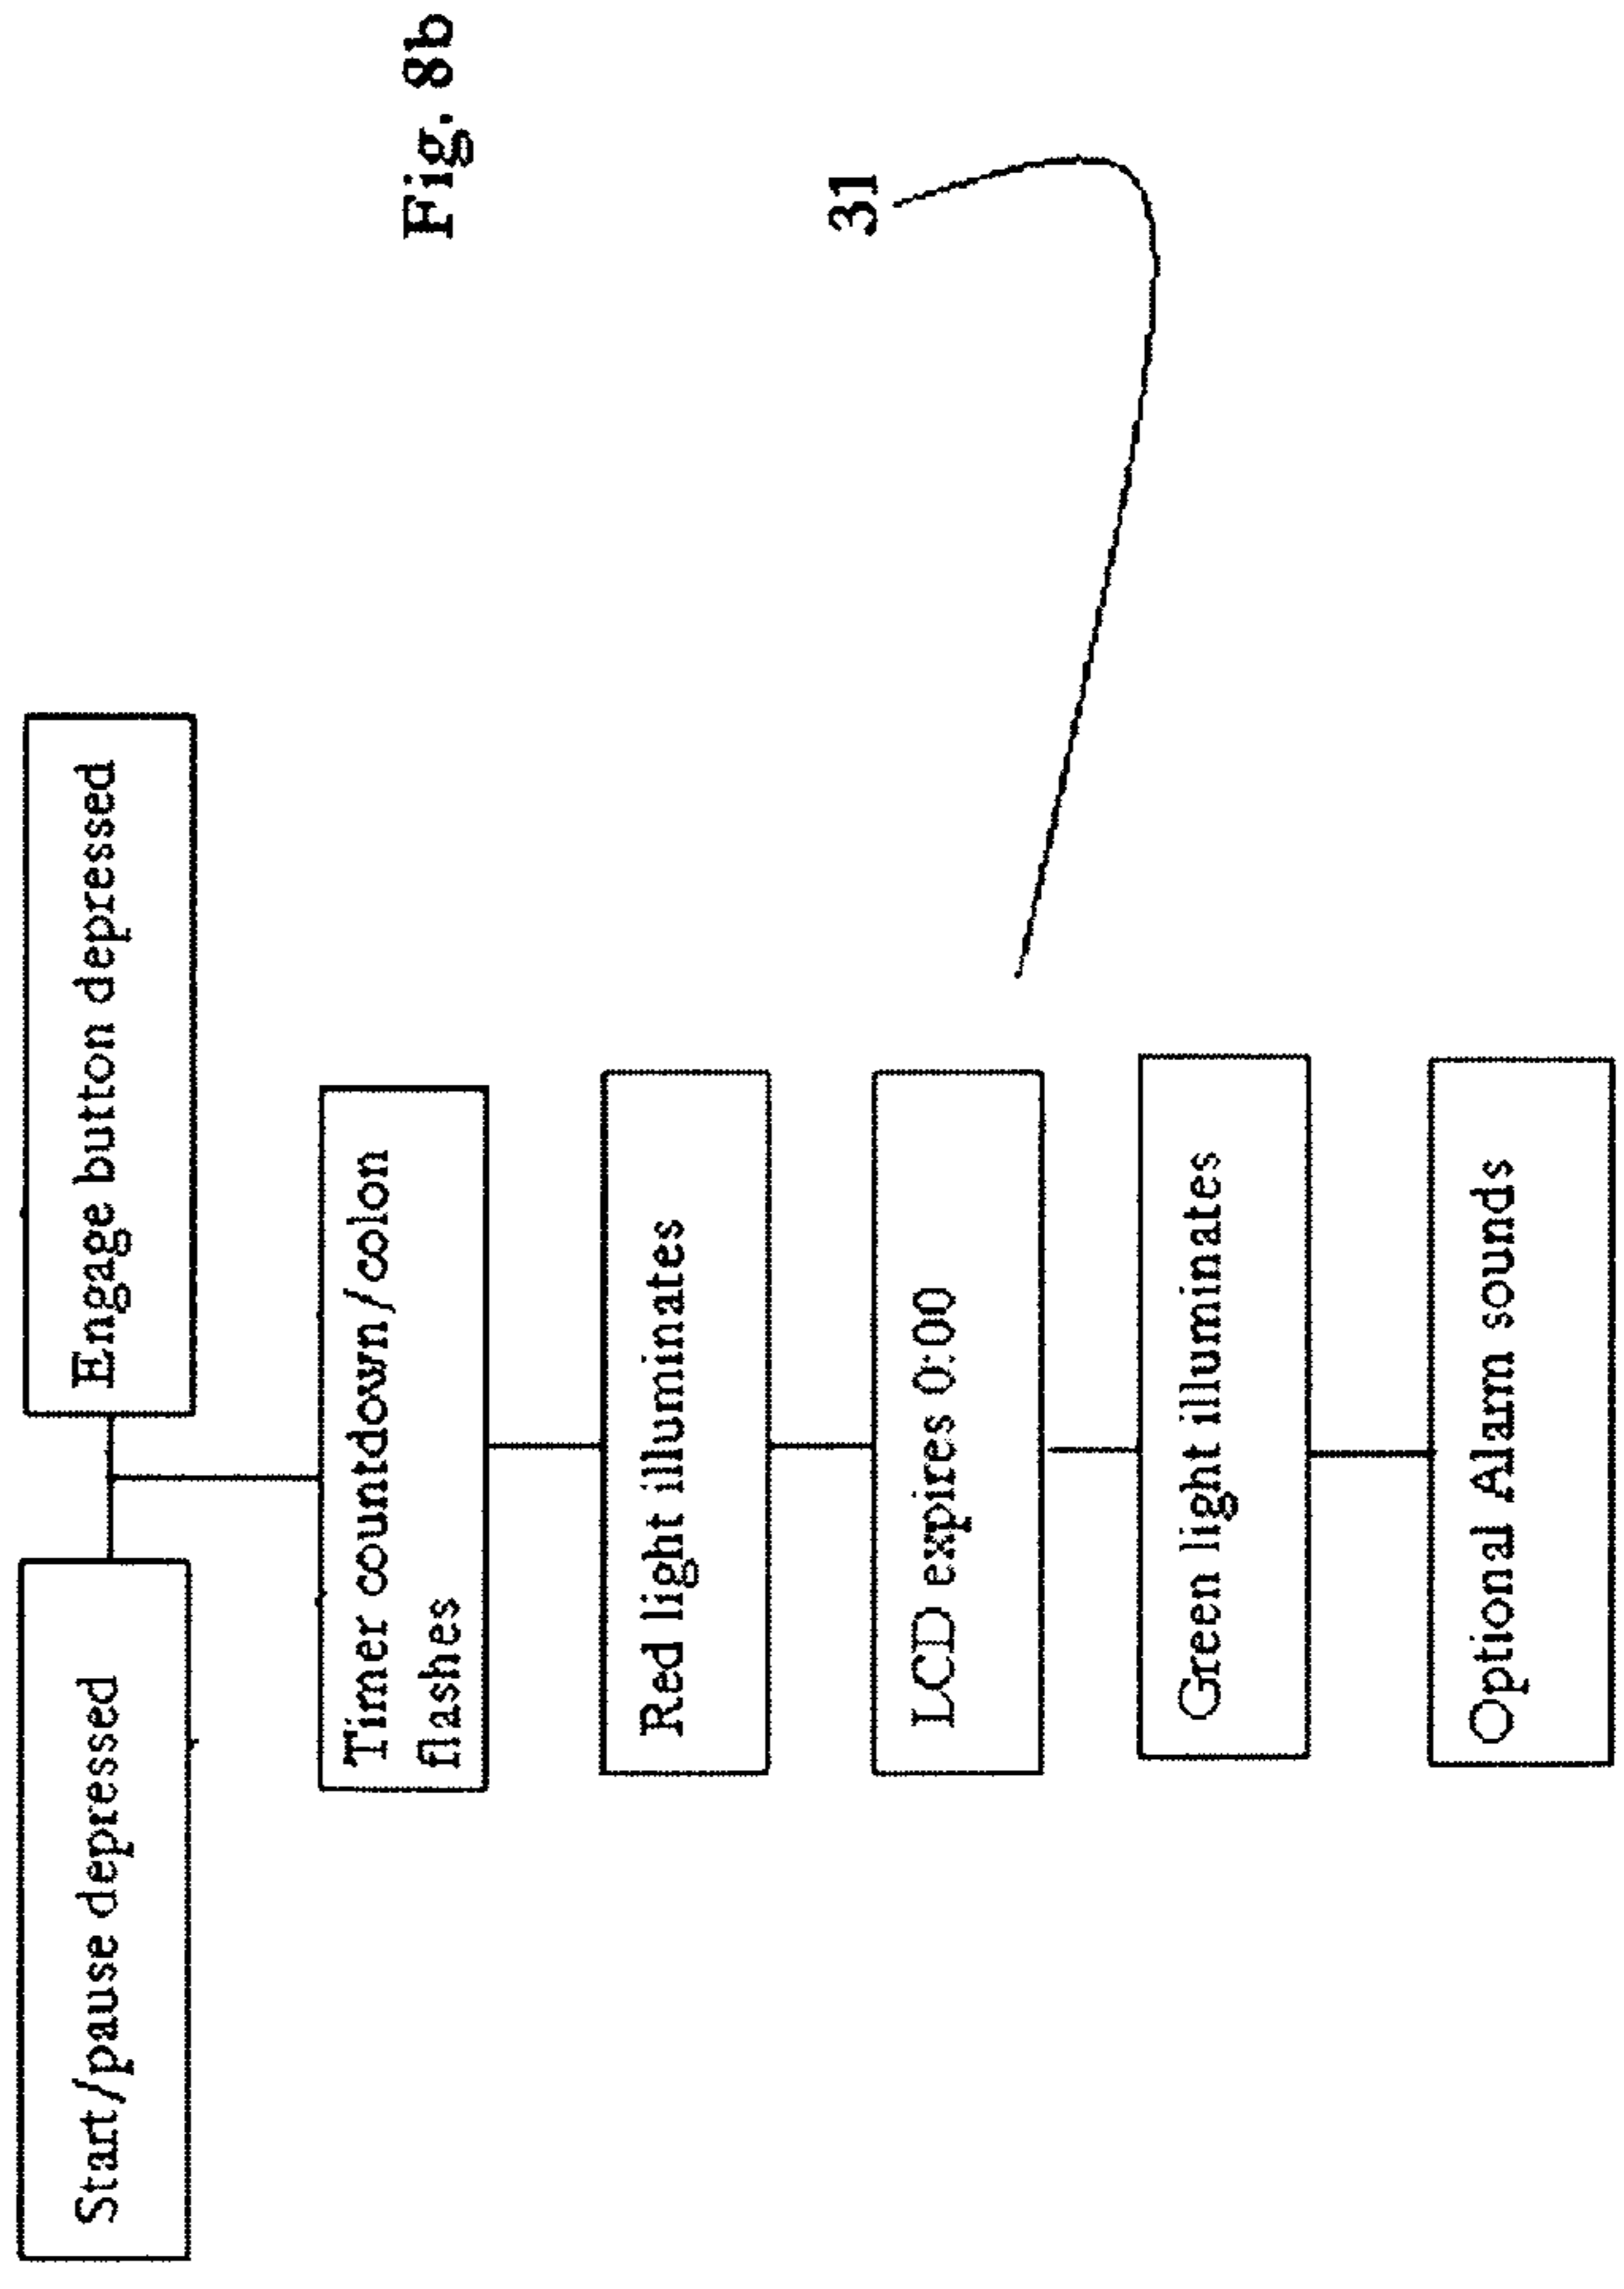 Fig. 8b
31
Start/pause depressed
Engage button depressed
Timer countdown/colon
flashes
Red light illuminates
LCD expires 0:00
Green light illuminates
Optional Alarm sounds